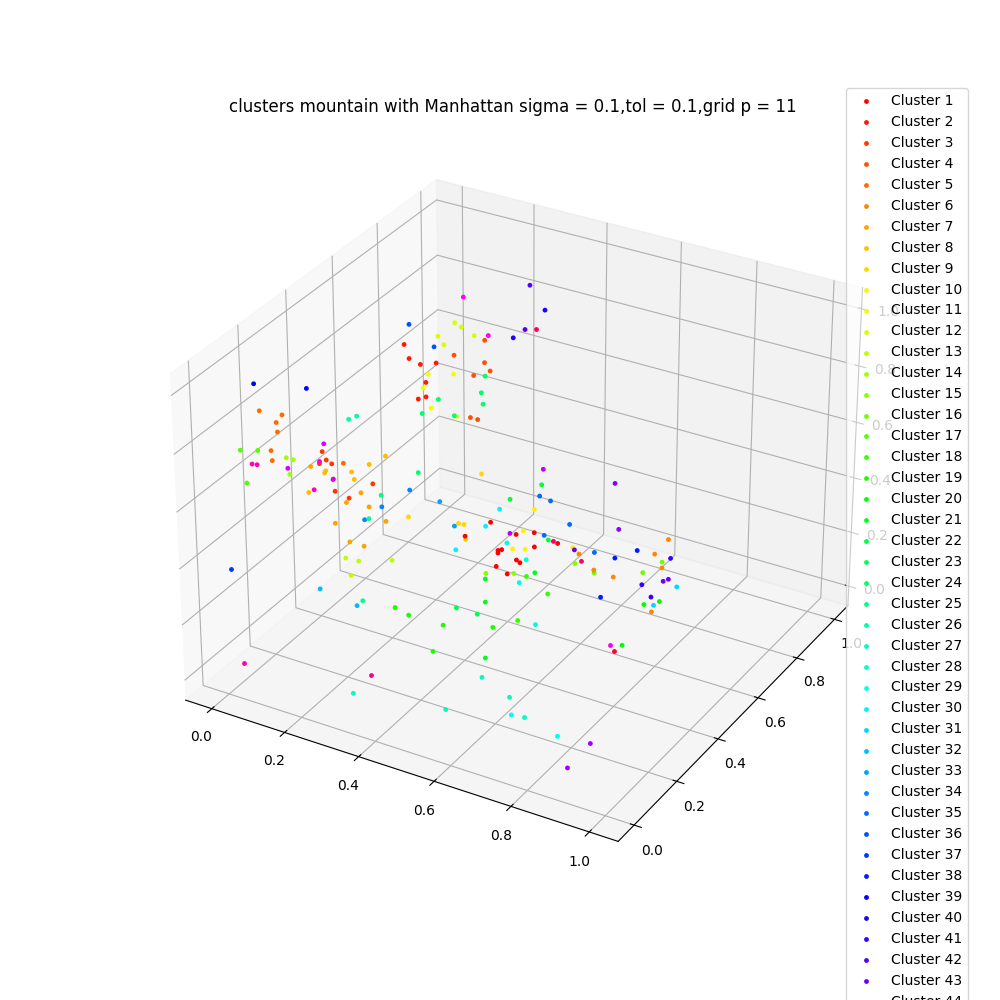 clusters mountain with Manhattan sigma = 0.1,tol = 0.1,grid p = 11
Cluster 1
Cluster 2
Cluster 3
Cluster 4
Cluster 5
Cluster 6
Cluster 7
Cluster 8
Cluster 9
Cluster 10
Cluster 11
Cluster 12
Cluster 13
Cluster 14
Cluster 15
Cluster 16
Cluster 17
Cluster 18
Cluster 19
Cluster 20
Cluster 21
Cluster 22
Cluster 23
Cluster 24
Cluster 25
Cluster 26
Cluster 27
Cluster 28
Cluster 29
Cluster 30
Cluster 31
Cluster 32
Cluster 33
Cluster 34
Cluster 35
Cluster 36
Cluster 37
Cluster 38
Cluster 39
Cluster 40
Cluster 41
Cluster 42
Cluster 43
Cluster 44
0.0
0.2
0.4
0.6
0.8
1.0
0.0
0.2
0.4
0.6
0.8
1.0
0.0
0.2
0.4
0.6
0.8